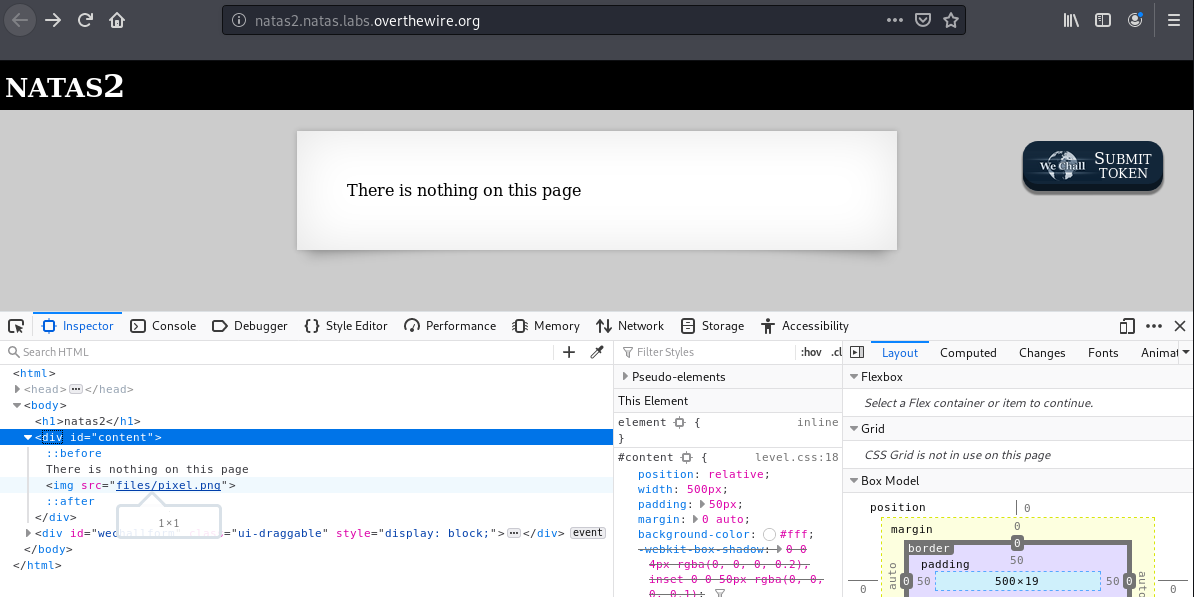 natas2.natas.labs.overthewire.org
NATAS2
There is nothing on this page
We Chall SUBMIT TOKEN
Inspector Console Debugger Style Editor Performance Memory Network Storage Accessibility
Search HTML
Filter Styles :hov .cl
Layout Computed Changes Fonts Animat
<html>
<head> </head>
<body>
<h1>natas2</h1>
<div id="content">
::before
There is nothing on this page
<img src="files/pixel.png">
::after
</div>
1×1
<div id= class="ui-draggable" style="display: block;"> </div> event
</body>
</html>
Pseudo-elements
This Element
element { inline
}
#content { level.css:18
position: relative;
width: 500px;
padding: 50px;
margin: 0 auto;
background-color: #fff;
-webkit-box-shadow: 0 0
4px rgba(0, 0, 0, 0.2),
inset 0 0 50px rgba(0, 0,
0, 0.1);
Flexbox
Select a Flex container or item to continue.
Grid
CSS Grid is not in use on this page
Box Model
position 0
margin 0
border 0
padding 50
auto 0 50 500×19 50 0 auto
0 0